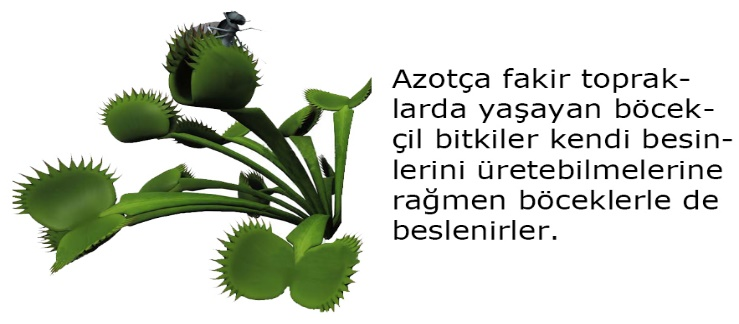 Azotça fakir toprak-
larda yaşayan böcek-
çil bitkiler kendi besin-
lerini üretebilmelerine
rağmen böceklerle de
beslenirler.